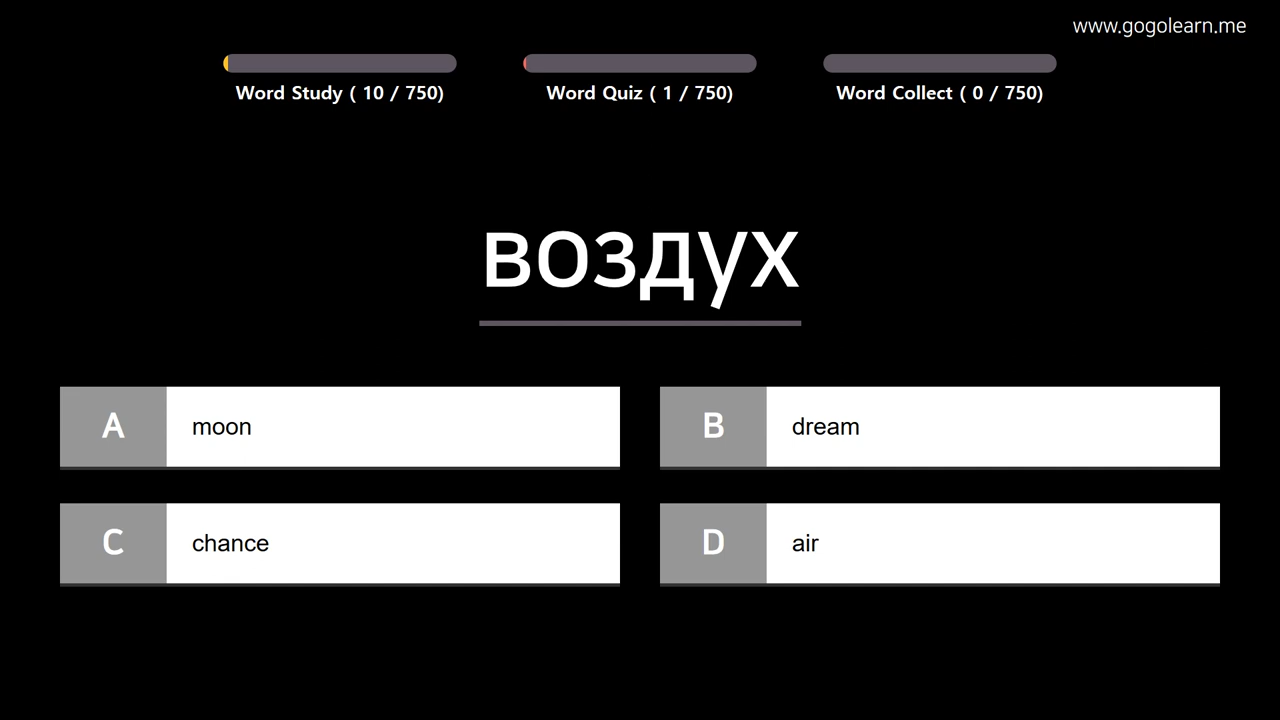 www.gogolearn.me
Word Study ( 10 / 750)
Word Quiz ( 1 / 750)
Word Collect ( 0 / 750)
воздух
A moon
B dream
C chance
D air